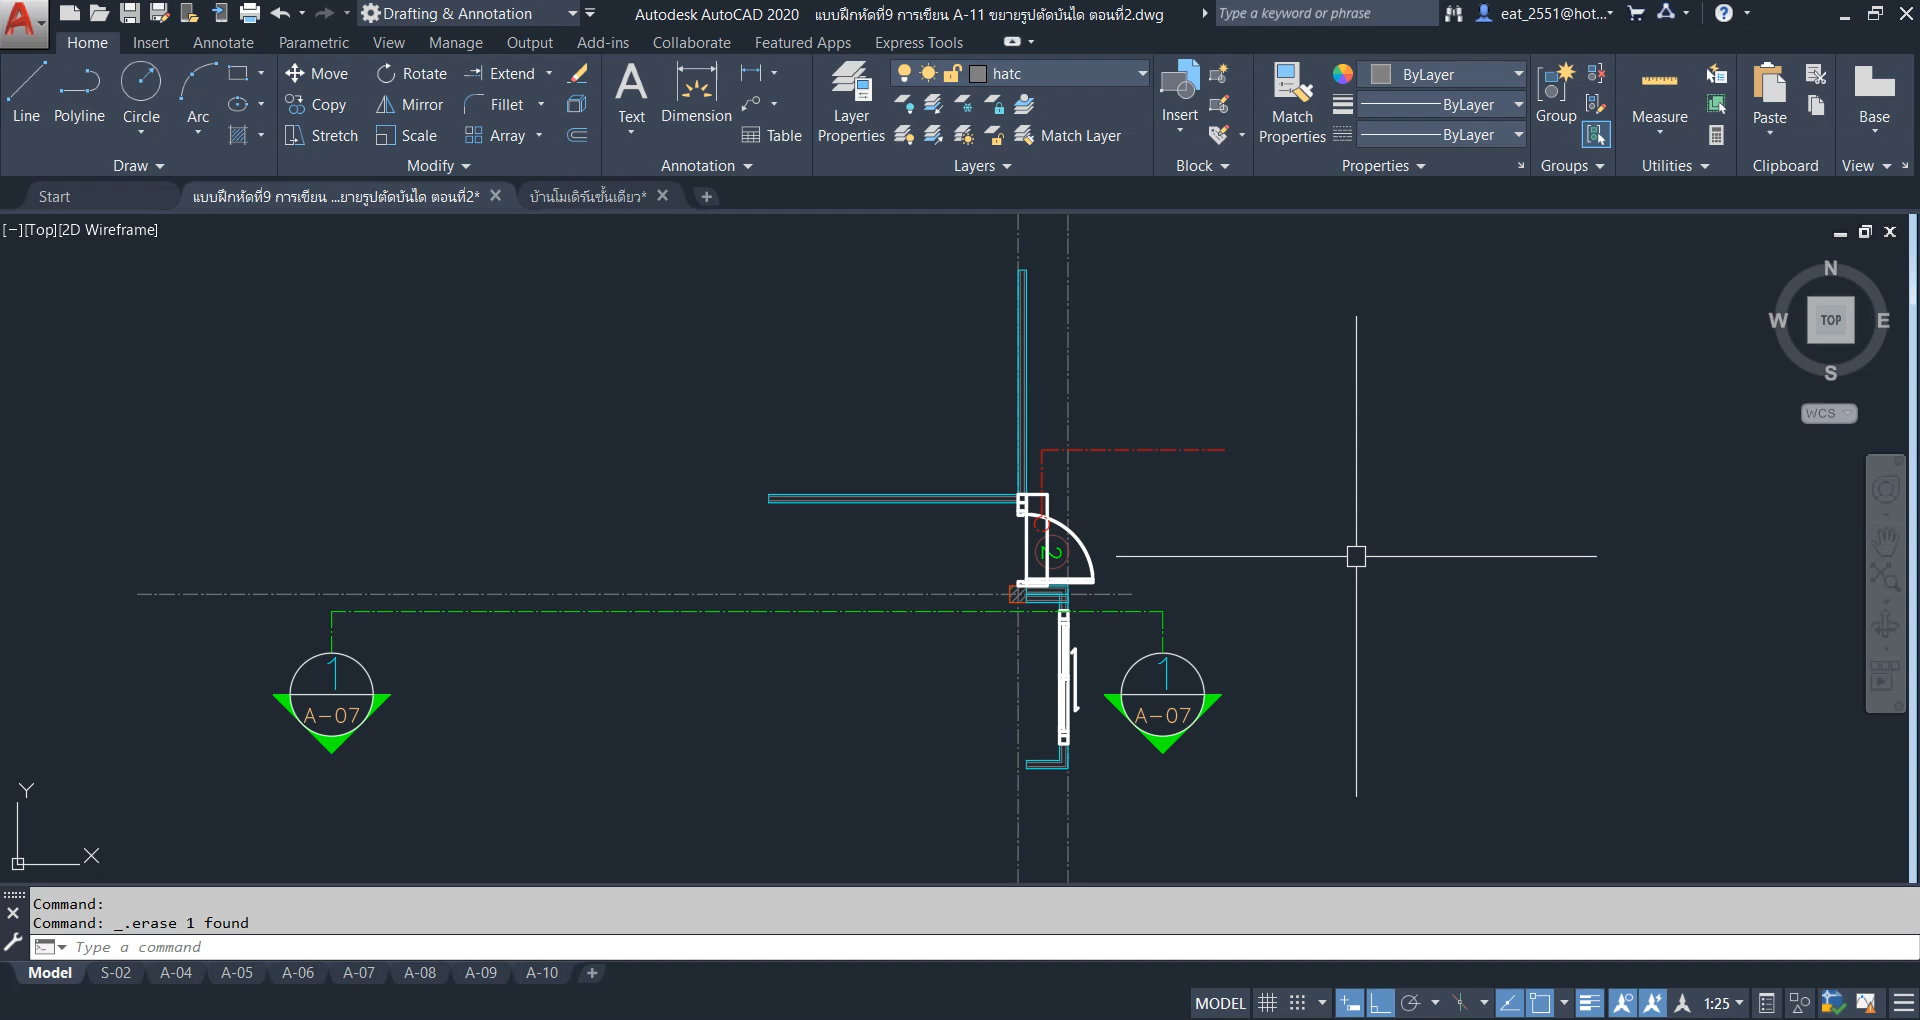 Drafting & Annotation
Autodesk AutoCAD 2020 แบบฝึกหัดที่9 การเขียน A-11 ขยายรูปตัดบันได ตอนที่2.dwg
Type a keyword or phrase
eat_2551@hot...
Home Insert Annotate Parametric View Manage Output Add-ins Collaborate Featured Apps Express Tools
Line Polyline Circle Arc
Move Rotate Extend
Copy Mirror Fillet
Stretch Scale Array
Text Dimension Table
Layer Properties
hatc
Match Layer
Insert
Match Properties
ByLayer
ByLayer
ByLayer
Group Measure Paste Base
Draw Modify Annotation Layers Block Properties Groups Utilities Clipboard View
Start
แบบฝึกหัดที่9 การเขียน ...ยายรูปตัดบันได ตอนที่2*
บ้านโมเดิร์นชั้นเดียว*
[−][Top][2D Wireframe]
N
W TOP E
S
WCS
2
1
A-07
1
1
A-07
Y
X
Command:
Command: _.erase 1 found
Type a command
Model S-02 A-04 A-05 A-06 A-07 A-08 A-09 A-10
MODEL 1:25